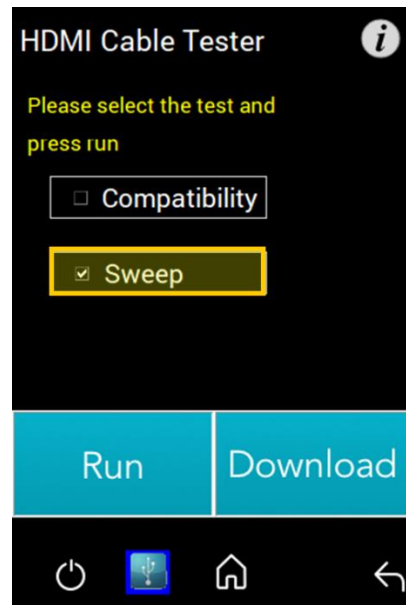 HDMI Cable Tester
i
Please select the test and
press run
Compatibility
Sweep
Run
Download